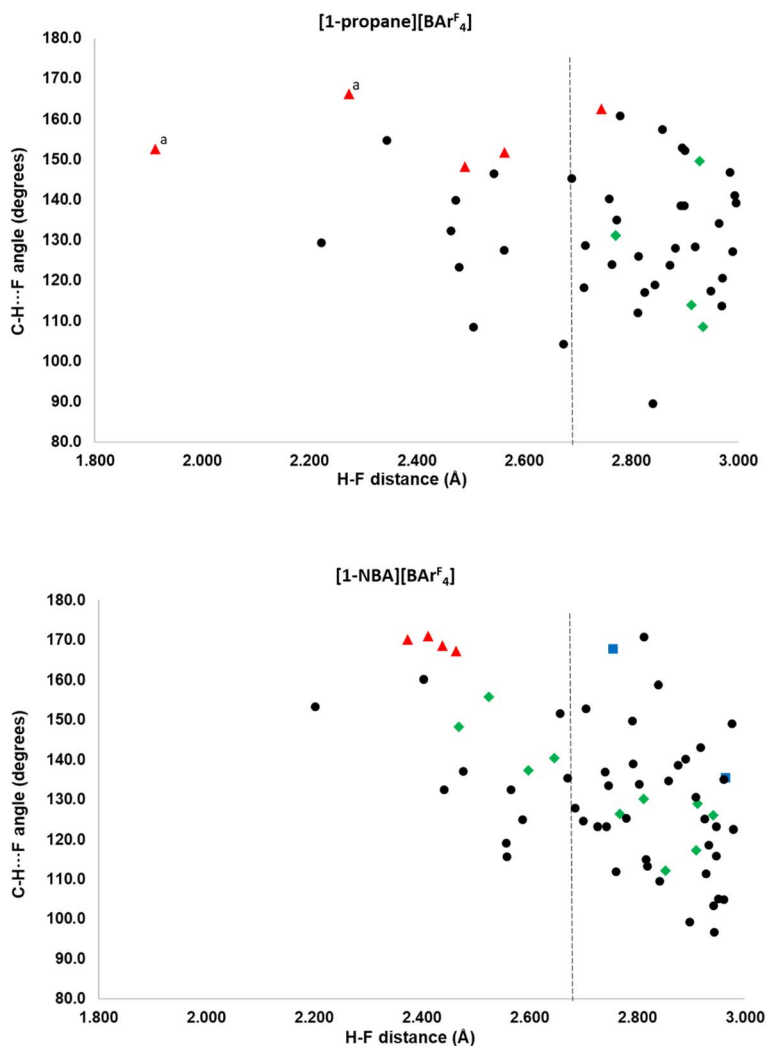 [1-propane][BArF4]
180.0
170.0
160.0
150.0
140.0
130.0
120.0
110.0
100.0
90.0
80.0
C-H···F angle (degrees)
a
a
1.800 2.000 2.200 2.400 2.600 2.800 3.000
H-F distance (Å)
[1-NBA][BArF4]
180.0
170.0
160.0
150.0
140.0
130.0
120.0
110.0
100.0
90.0
80.0
C-H···F angle (degrees)
1.800 2.000 2.200 2.400 2.600 2.800 3.000
H-F distance (Å)